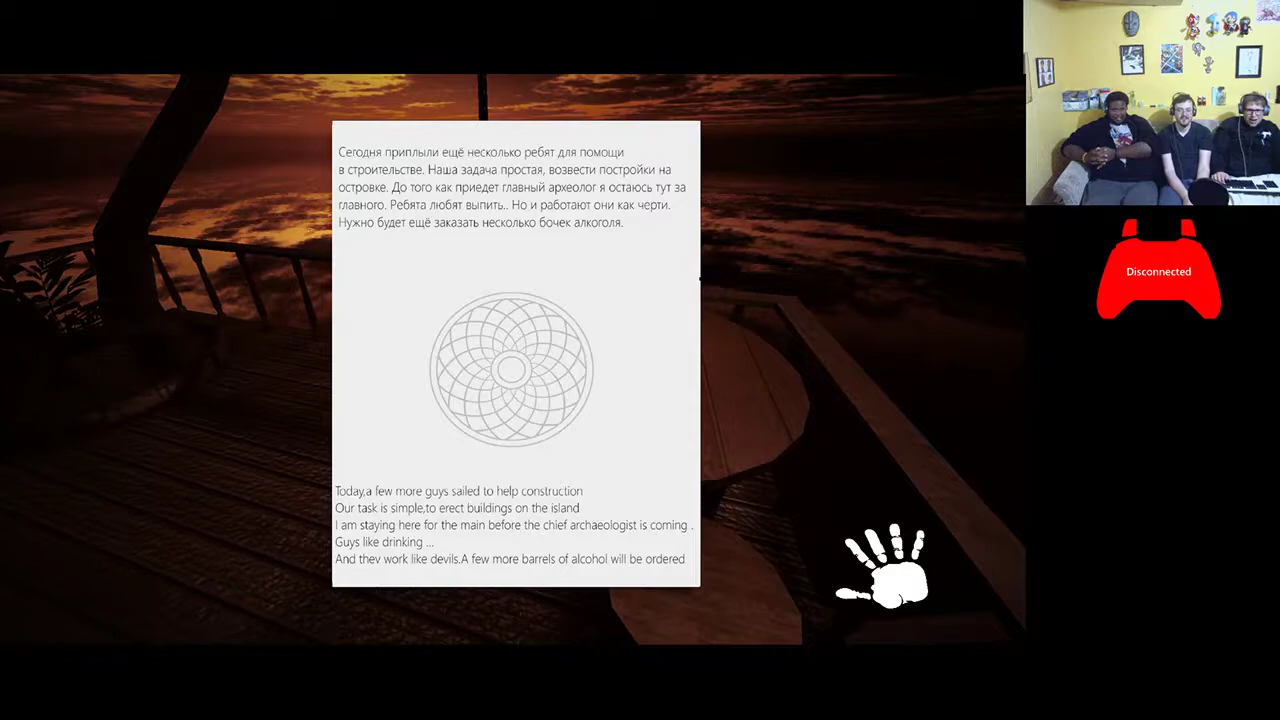 Сегодня приплыли ещё несколько ребят для помощи
в строительстве. Наша задача простая, возвести постройки на
островке. До того как приедет главный археолог я остаюсь тут за
главного. Ребята любят выпить.. Но и работают они как черти.
Нужно будет ещё заказать несколько бочек алкоголя.
Today,a few more guys sailed to help construction
Our task is simple,to erect buildings on the island
I am staying here for the main before the chief archaeologist is coming .
Guys like drinking ...
And they work like devils.A few more barrels of alcohol will be ordered
Disconnected